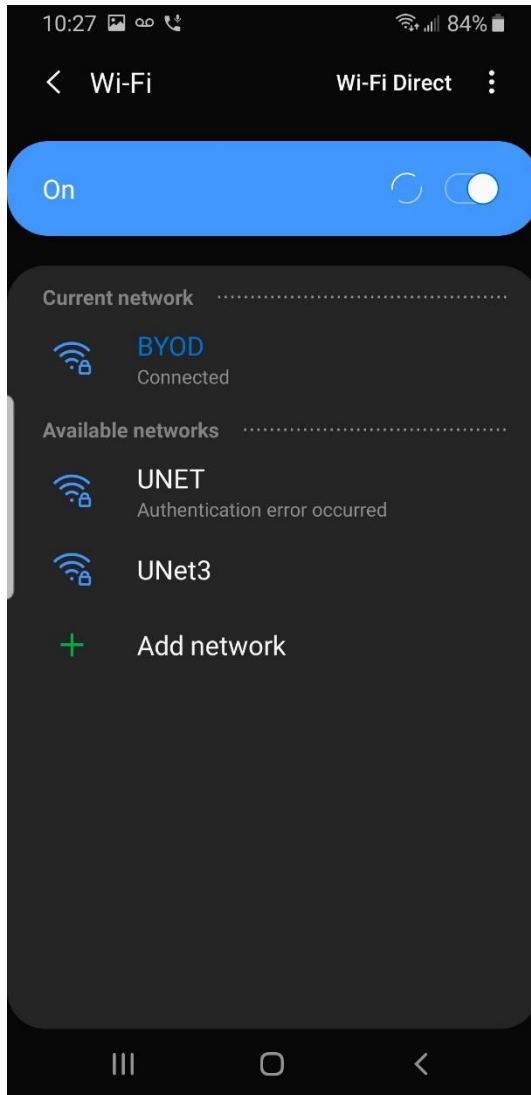 10:27 84%
Wi-Fi Wi-Fi Direct
On
Current network
BYOD
Connected
Available networks
UNET
Authentication error occurred
UNet3
Add network